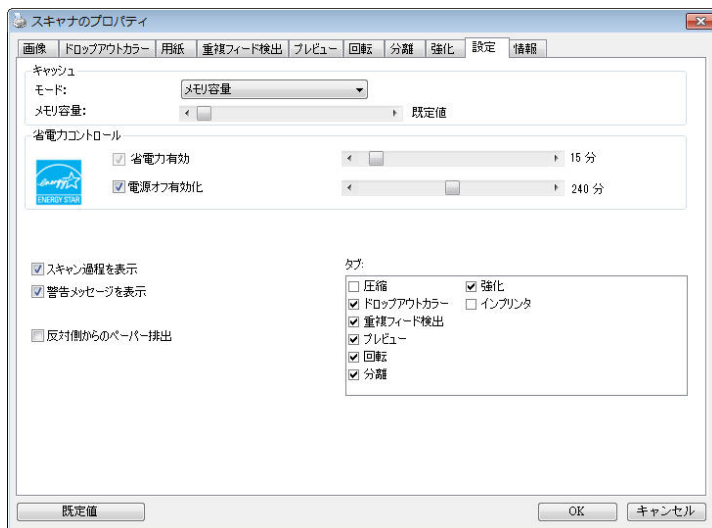 スキャナのプロパティ
画像 ドロップアウトカラー 用紙 重複フィード検出 プレビュー 回転 分離 強化 設定 情報
キャッシュ
モード: メモリ容量
メモリ容量: 既定値
省電力コントロール
省電力有効 15 分
電源オフ有効化 240 分
energy
ENERGY STAR
スキャン過程を表示
警告メッセージを表示
反対側からのペーパー排出
タブ:
圧縮 強化
ドロップアウトカラー インプリンタ
重複フィード検出
プレビュー
回転
分離
既定値 OK キャンセル